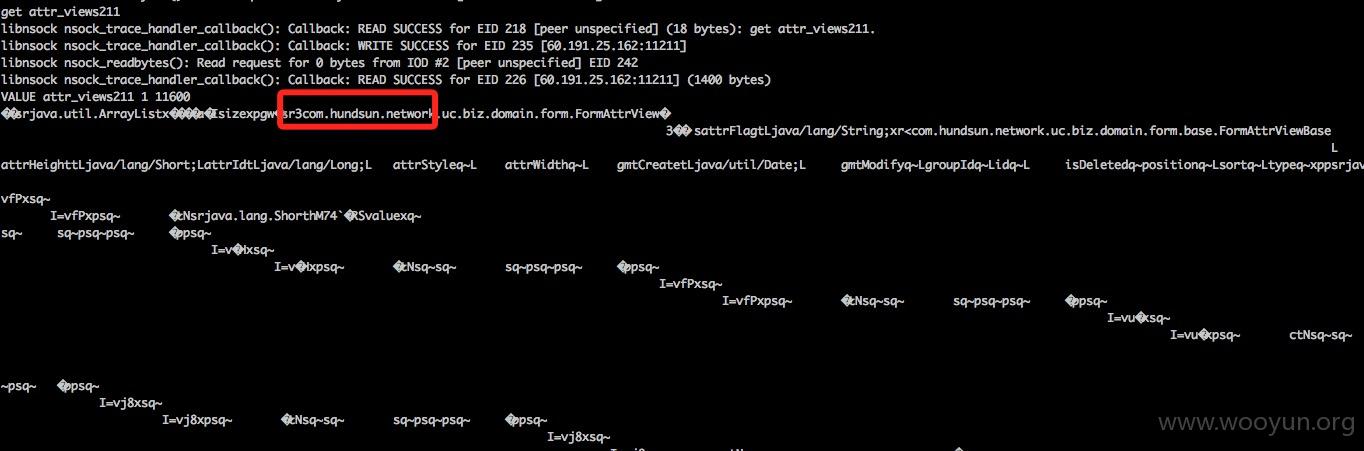 get attr_views211
libnsock nsock_trace_handler_callback(): Callback: READ SUCCESS for EID 218 [peer unspecified] (18 bytes): get attr_views211.
libnsock nsock_trace_handler_callback(): Callback: WRITE SUCCESS for EID 235 [60.191.25.162:11211]
libnsock nsock_readbytes(): Read request for 0 bytes from IOD #2 [peer unspecified] EID 242
libnsock nsock_trace_handler_callback(): Callback: READ SUCCESS for EID 226 [60.191.25.162:11211] (1400 bytes)
VALUE attr_views211 1 11600
��srjava.util.ArrayListx����a�Isizexpgw�sr3com.hundsun.network.uc.biz.domain.form.FormAttrView�
3�� sattrFlagtLjava/lang/String;xr<com.hundsun.network.uc.biz.domain.form.base.FormAttrViewBase
L
attrHeighttLjava/lang/Short;LattrIdtLjava/lang/Long;L attrStyleq~L attrWidthq~L gmtCreatetLjava/util/Date;L gmtModifyq~LgroupIdq~Lidq~L isDeletedq~positionq~Lsortq~Ltypeq~xppsrjav
vfPxsq~
I=vfPxpsq~ �tNsrjava.lang.ShorthM74`�RSvaluexq~
sq~ sq~psq~psq~ �ppsq~
I=v�Ixsq~
I=v�Ixpsq~ �tNsq~sq~ sq~psq~psq~ �ppsq~
I=vfPxsq~
I=vfPxpsq~ �tNsq~sq~ sq~psq~psq~ �ppsq~
I=vu�xsq~
I=vu�xpsq~ ctNsq~sq~
~psq~ �ppsq~
I=vj8xsq~
I=vj8xpsq~ �tNsq~sq~ sq~psq~psq~ �ppsq~
I=vj8xsq~
www.wooyun.org